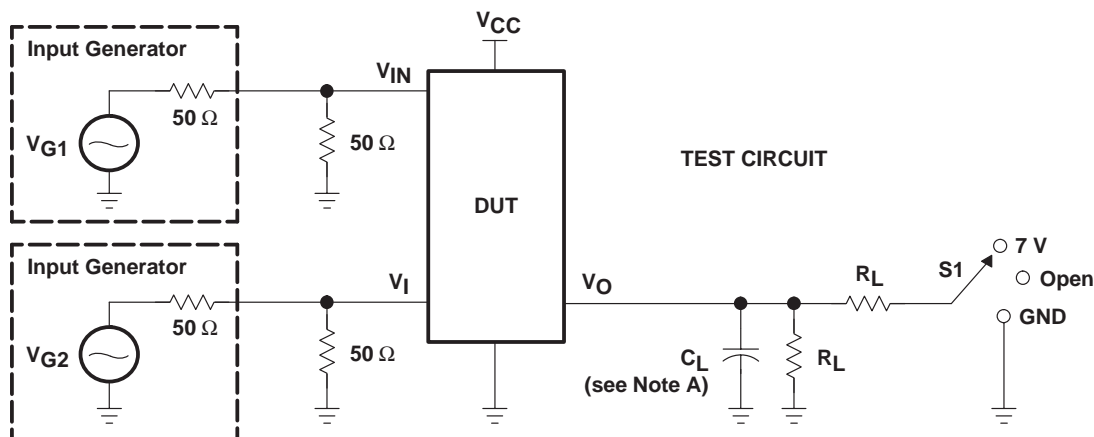 Input Generator
VG1
50 Ω
50 Ω
VIN
VCC
DUT
TEST CIRCUIT
Input Generator
VG2
50 Ω
50 Ω
VI
VO
CL
(see Note A)
RL
RL
S1
7 V
Open
GND